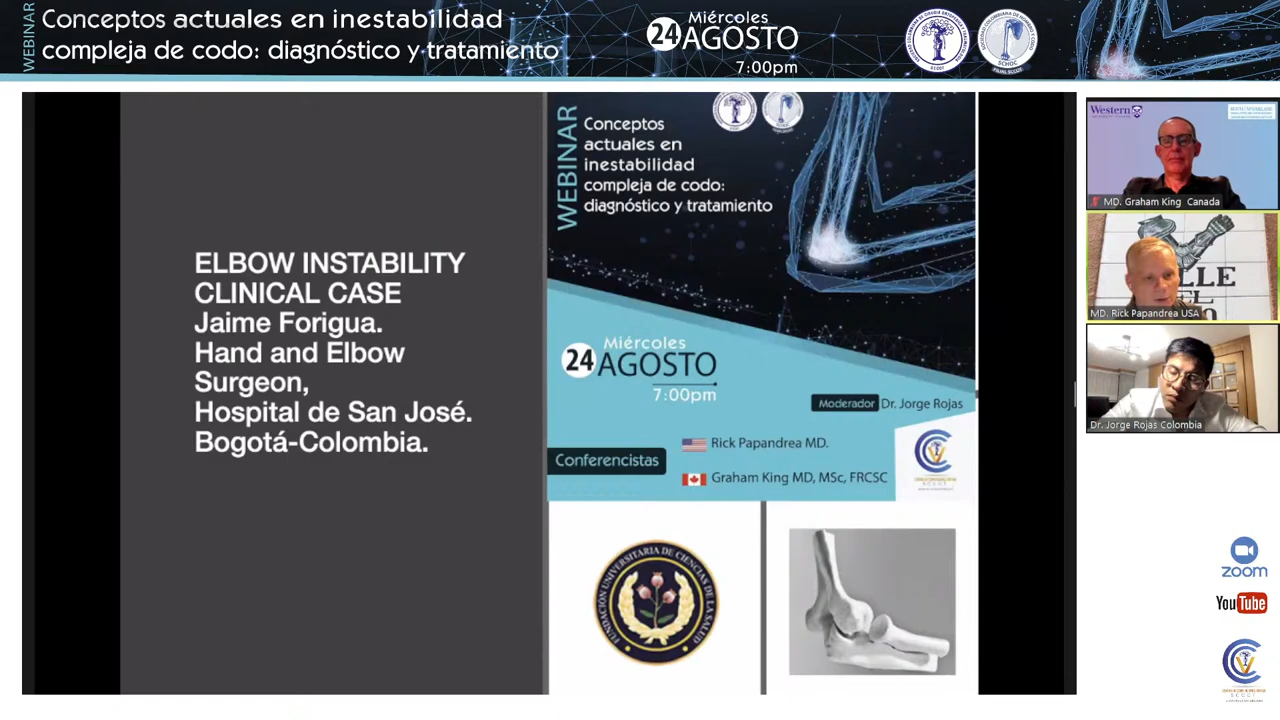 WEBINAR
Conceptos actuales en inestabilidad
compleja de codo: diagnóstico y tratamiento
Miércoles
24 AGOSTO
7:00pm
ELBOW INSTABILITY
CLINICAL CASE
Jaime Forigua.
Hand and Elbow
Surgeon,
Hospital de San José.
Bogotá-Colombia.
WEBINAR
Conceptos
actuales en
inestabilidad
compleja de codo:
diagnóstico y tratamiento
Miércoles
24 AGOSTO
7:00pm
Moderador Dr. Jorge Rojas
Conferencistas
Rick Papandrea MD.
Graham King MD, MSc, FRCSC
FUNDACIÓN UNIVERSITARIA DE CIENCIAS DE LA SALUD
Western
MD. Graham King Canada
MD. Rick Papandrea USA
Dr. Jorge Rojas Colombia
zoom
YouTube